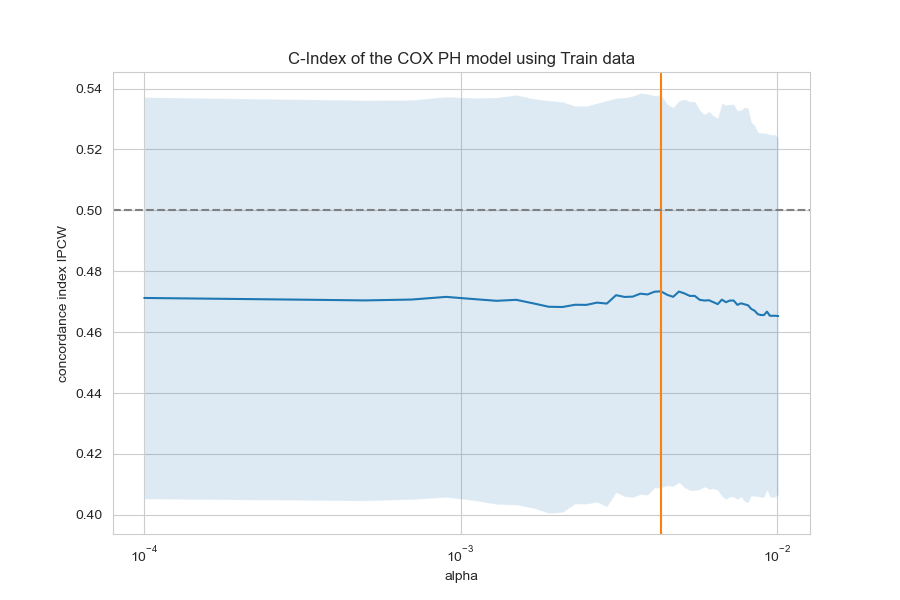 C-Index of the COX PH model using Train data
concordance index IPCW
0.54
0.52
0.50
0.48
0.46
0.44
0.42
0.40
10⁻⁴ 10⁻³ 10⁻²
alpha